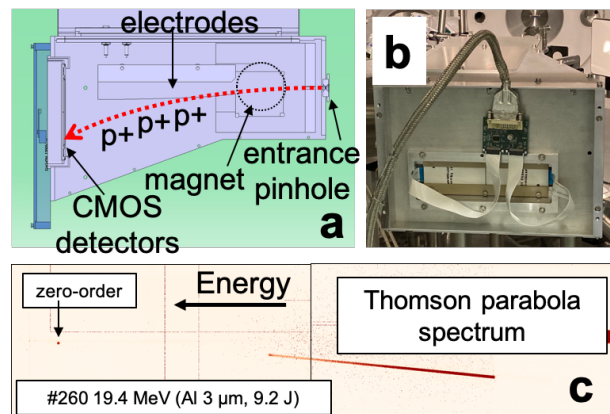 electrodes
p+ p+ p+
magnet
entrance
pinhole
CMOS
detectors
a
b
zero-order
Energy
Thomson parabola
spectrum
#260 19.4 MeV (Al 3 µm, 9.2 J)
c